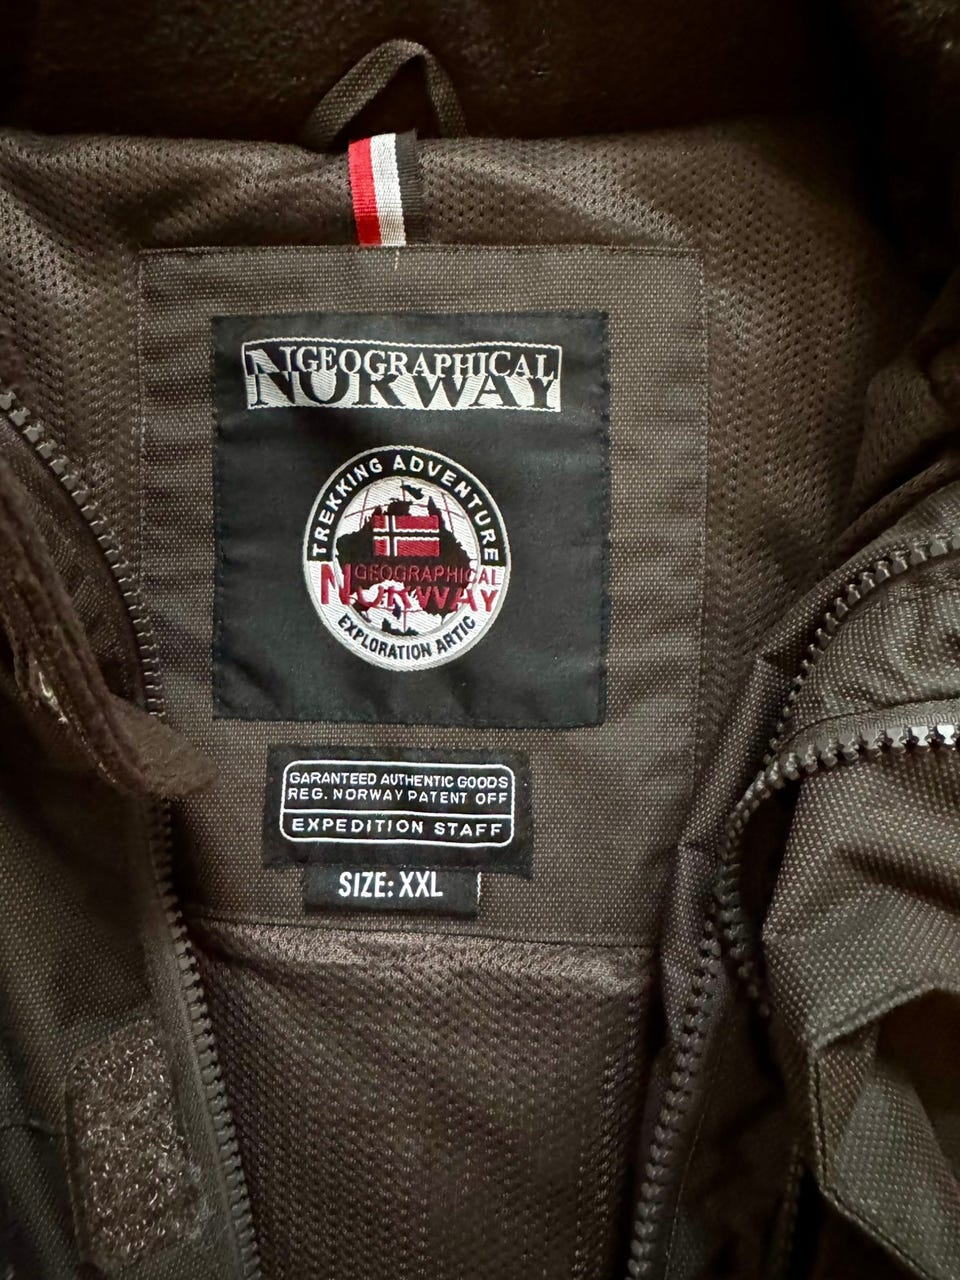 GEOGRAPHICAL
NORWAY
TREKKING ADVENTURE
GEOGRAPHICAL
NORWAY
EXPLORATION ARTIC
GARANTEED AUTHENTIC GOODS
REG. NORWAY PATENT OFF
EXPEDITION STAFF
SIZE: XXL